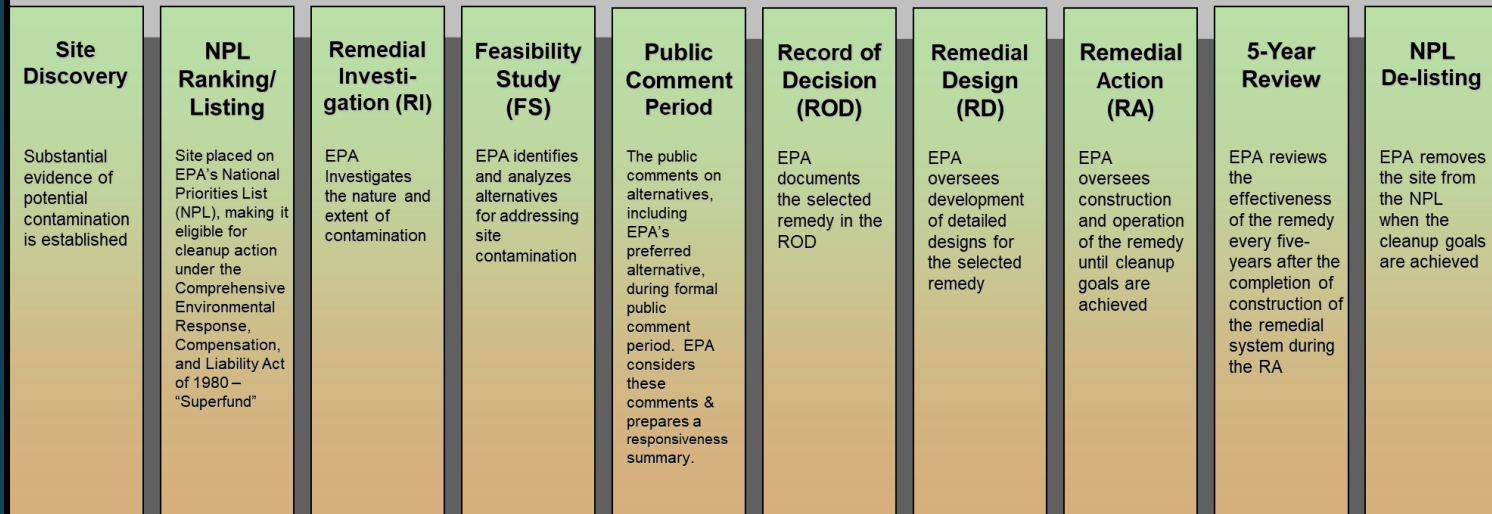 Site
Discovery
Substantial
evidence of
potential
contamination
is established
NPL
Ranking/
Listing
Site placed on
EPA's National
Priorities List
(NPL), making it
eligible for
cleanup action
under the
Comprehensive
Environmental
Response,
Compensation,
and Liability Act
of 1980 –
“Superfund”
Remedial
Investi-
gation (RI)
EPA
Investigates
the nature and
extent of
contamination
Feasibility
Study
(FS)
EPA identifies
and analyzes
alternatives
for addressing
site
contamination
Public
Comment
Period
The public
comments on
alternatives,
including
EPA's
preferred
alternative,
during formal
public
comment
period. EPA
considers
these
comments &
prepares a
responsiveness
summary.
Record of
Decision
(ROD)
EPA
documents
the selected
remedy in the
ROD
Remedial
Design
(RD)
EPA
oversees
development
of detailed
designs for
the selected
remedy
Remedial
Action
(RA)
EPA
oversees
construction
and operation
of the remedy
until cleanup
goals are
achieved
5-Year
Review
EPA reviews
the
effectiveness
of the remedy
every five-
years after the
completion of
construction of
the remedial
system during
the RA
NPL
De-listing
EPA removes
the site from
the NPL
when the
cleanup goals
are achieved